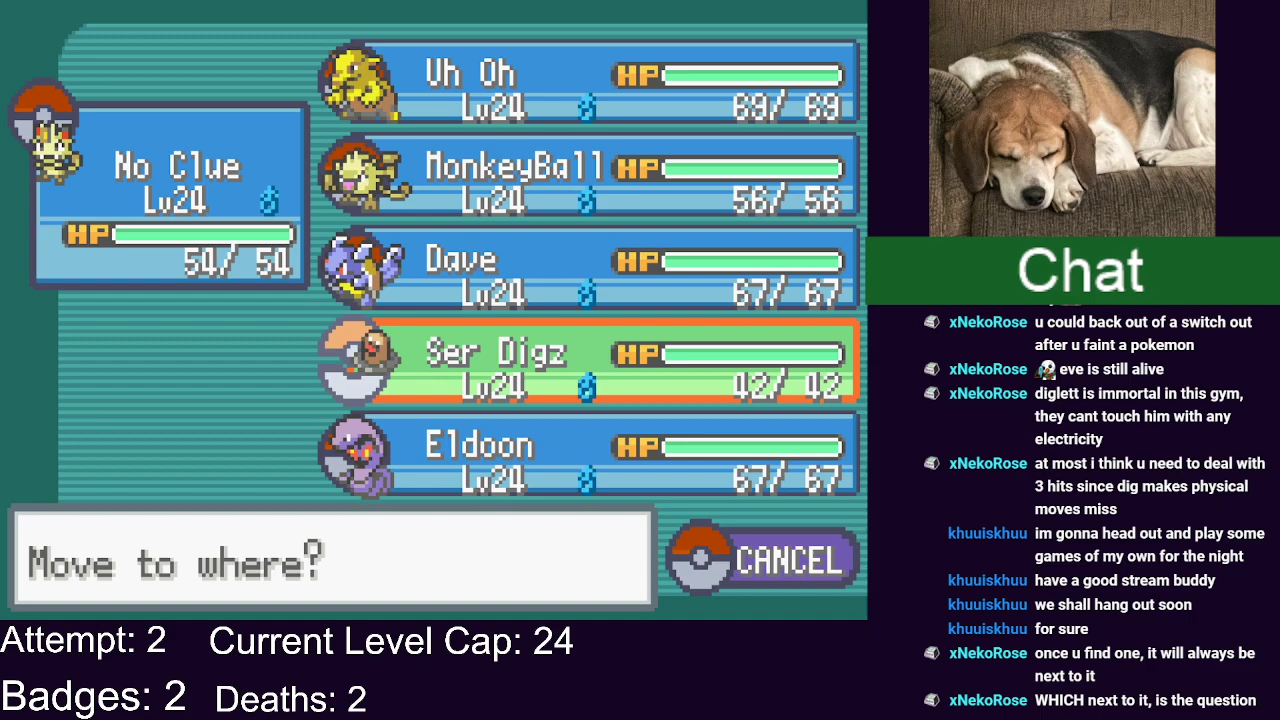 No Clue
Lv24
HP
54/ 54
Uh Oh
HP
Lv24
69/ 69
MonkeyBall
HP
Lv24
56/ 56
Dave
HP
Lv24
67/ 67
Ser Digz
HP
Lv24
42/ 42
Eldoon
HP
Lv24
67/ 67
Move to where?
CANCEL
Attempt: 2 Current Level Cap: 24
Badges: 2 Deaths: 2
Chat
xNekoRose u could back out of a switch out
after u faint a pokemon
xNekoRose eve is still alive
xNekoRose diglett is immortal in this gym,
they cant touch him with any
electricity
xNekoRose at most i think u need to deal with
3 hits since dig makes physical
moves miss
khuuiskhuu im gonna head out and play some
games of my own for the night
khuuiskhuu have a good stream buddy
khuuiskhuu we shall hang out soon
khuuiskhuu for sure
xNekoRose once u find one, it will always be
next to it
xNekoRose WHICH next to it, is the question